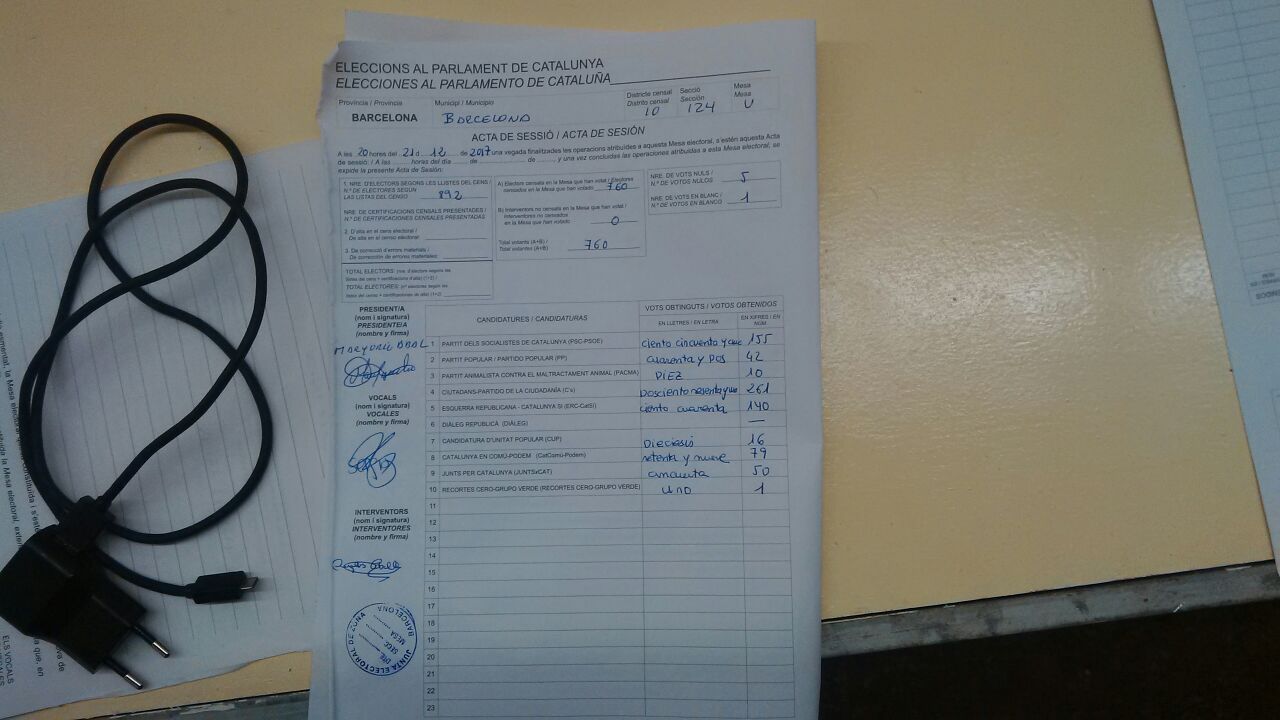 ELECCIONS AL PARLAMENT DE CATALUNYA
ELECCIONES AL PARLAMENTO DE CATALUÑA
Província / Provincia
BARCELONA
Municipi / Municipio
BARCELONA
Districte censal
Distrito censal
10
Secció
Sección
124
Mesa
Mesa
U
ACTA DE SESSIÓ / ACTA DE SESIÓN
A les 20 hores del 21 d 12 de 2017 una vegada finalitzades les operacions atribuïdes a aquesta Mesa electoral, s'estén aquest Acta
de sessió: / A las ...... horas del día ...... de ...... de ......, y una vez concluidas las operaciones atribuidas a esta Mesa electoral, se
expide la presente Acta de Sesión:
1. NRE. D'ELECTORS SEGONS LES LLISTES DEL CENS /
N.º DE ELECTORES SEGÚN
LAS LISTAS DEL CENSO 892
NRE. DE CERTIFICACIONS CENSALS PRESENTADES /
N.º DE CERTIFICACIONES CENSALES PRESENTADAS
2. D'alta en el cens electoral /
De alta en el censo electoral:
3. De correcció d'errors materials /
De corrección de errores materiales:
TOTAL ELECTORS: (nre. d'electors segons les
llistes del cens + certificacions d'alta) (1+2) /
TOTAL ELECTORES: (nº electores según las
listas del censo + certificaciones de alta) (1+2)
A) Electors censats en la Mesa que han votat / Electores
censados en la Mesa que han votado 760
B) Interventors no censats en la Mesa que han votat /
Interventores no censados
en la Mesa que han votado 0
Total votants (A+B) /
Total votantes (A+B) 760
NRE. DE VOTS NULS /
N.º DE VOTOS NULOS 5
NRE. DE VOTS EN BLANC /
N.º DE VOTOS EN BLANCO 1
CANDIDATURES / CANDIDATURAS
VOTS OBTINGUTS / VOTOS OBTENIDOS
EN LLETRES / EN LETRA
EN XIFRES / EN NÚM.
1 PARTIT DELS SOCIALISTES DE CATALUNYA (PSC-PSOE) ciento cincuenta y 155
2 PARTIT POPULAR / PARTIDO POPULAR (PP) cuarenta y DOS 42
3 PARTIT ANIMALISTA CONTRA EL MALTRACTAMENT ANIMAL (PACMA) DIEZ 10
4 CIUTADANS-PARTIDO DE LA CIUDADANÍA (C's) 261
5 ESQUERRA REPUBLICANA - CATALUNYA SÍ (ERC-CatSí) ciento cuarenta 140
6 DIÀLEG REPUBLICÀ (DIÀLEG) —
7 CANDIDATURA D'UNITAT POPULAR (CUP) Dieciseis 16
8 CATALUNYA EN COMÚ-PODEM (CatComú-Podem) setenta y nueve 79
9 JUNTS PER CATALUNYA (JUNTSxCAT) cincuenta 50
10 RECORTES CERO-GRUPO VERDE (RECORTES CERO-GRUPO VERDE) UNO 1
11
12
13
14
15
16
17
18
19
20
21
22
23
PRESIDENT/A
(nom i signatura)
PRESIDENTE/A
(nombre y firma)
VOCALS
(nom i signatura)
VOCALES
(nombre y firma)
INTERVENTORS
(nom i signatura)
INTERVENTORES
(nombre y firma)
JUNTA ELECTORAL DE ZONA
BARCELONA
DTE.
SECC.
MESA
ELS VOCALS